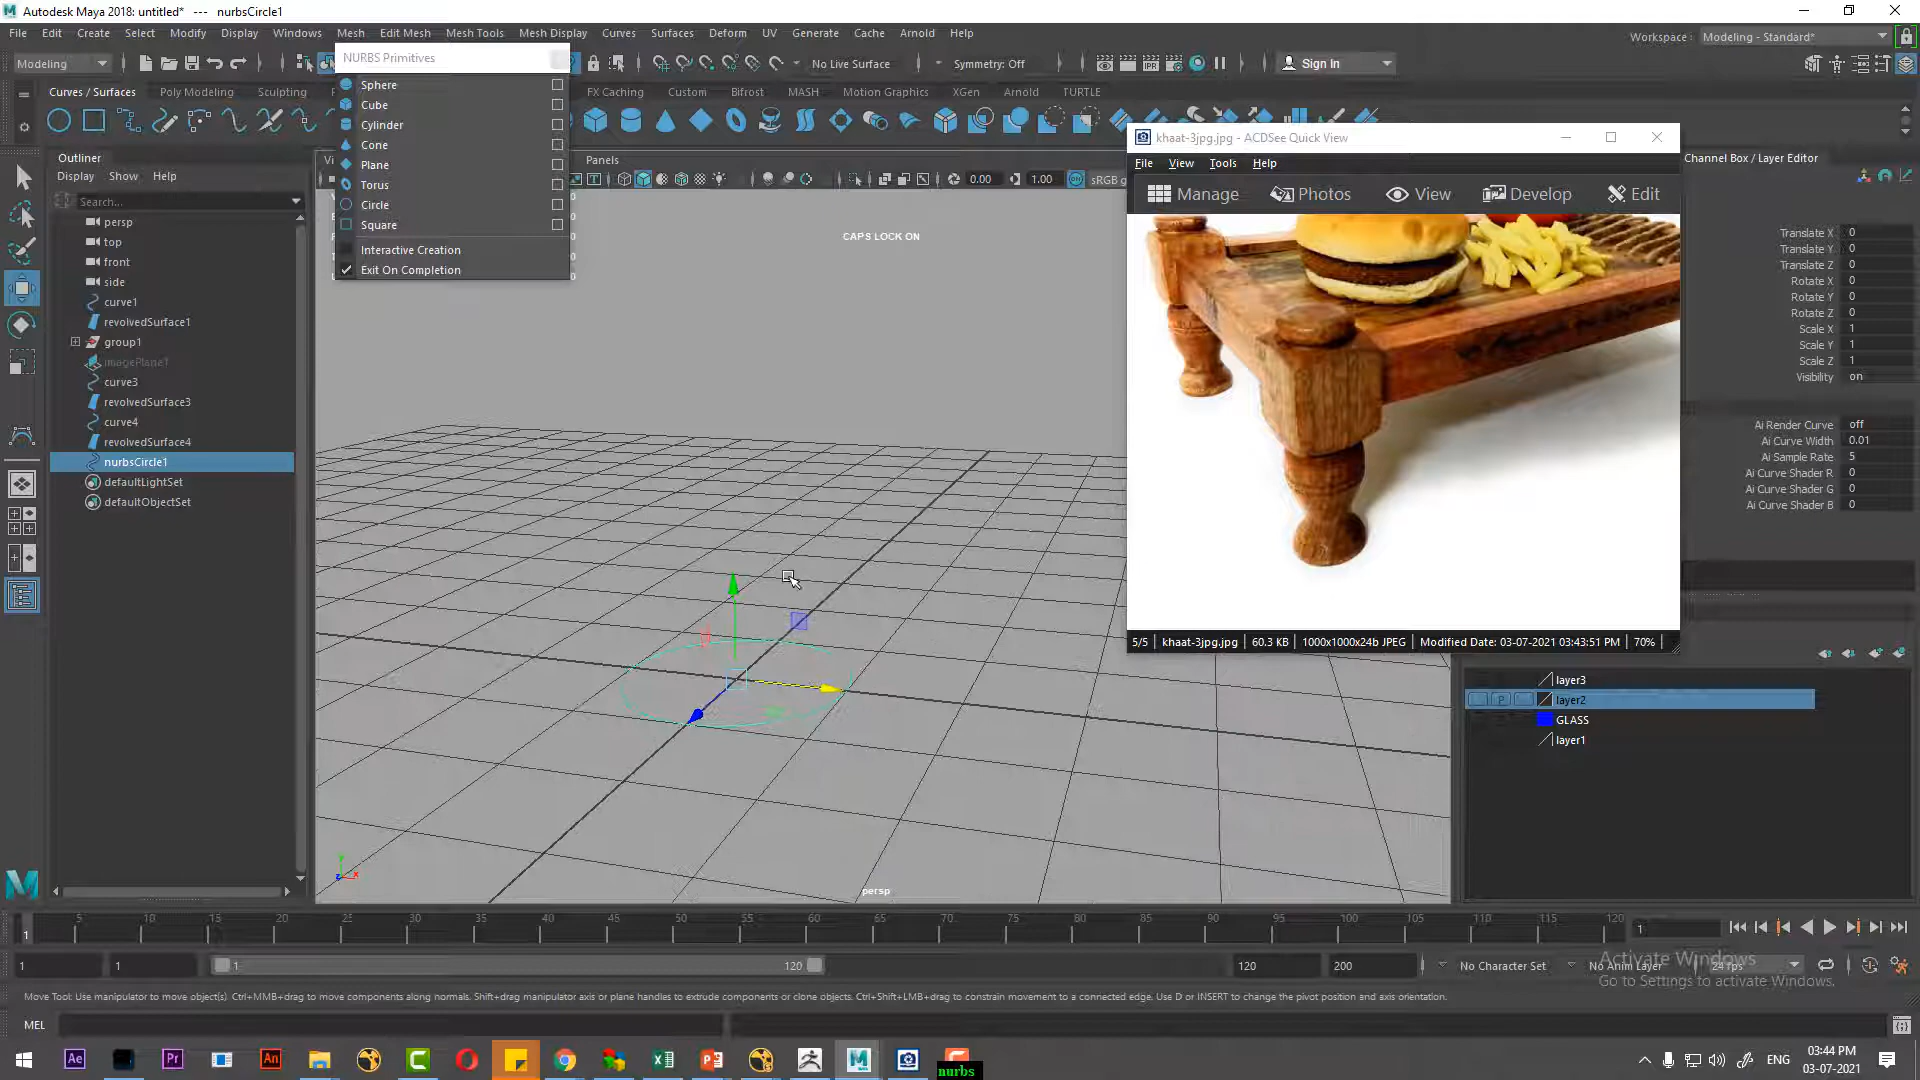 Autodesk Maya 2018: untitled*   ---   nurbsCircle1
File Edit Create Select Modify Display Windows Mesh Edit Mesh Mesh Tools Mesh Display Curves Surfaces Deform UV Generate Cache Arnold Help
Workspace : Modeling - Standard*
Modeling
No Live Surface
Symmetry: Off
Sign In
NURBS Primitives
Sphere
Cube
Cylinder
Cone
Plane
Torus
Circle
Square
Interactive Creation
Exit On Completion
Curves / Surfaces Poly Modeling Sculpting FX Caching Custom Bifrost MASH Motion Graphics XGen Arnold TURTLE
Outliner
Display Show Help
Search...
persp
top
front
side
curve1
revolvedSurface1
group1
imagePlane1
curve3
revolvedSurface3
curve4
revolvedSurface4
nurbsCircle1
defaultLightSet
defaultObjectSet
Panels
0.00 1.00 sRGB g
CAPS LOCK ON
persp
khaat-3jpg.jpg - ACDSee Quick View
File View Tools Help
Manage Photos View Develop Edit
5/5 khaat-3jpg.jpg 60.3 KB 1000x1000x24b JPEG Modified Date: 03-07-2021 03:43:51 PM 70%
Channel Box / Layer Editor
Translate X 0
Translate Y 0
Translate Z 0
Rotate X 0
Rotate Y 0
Rotate Z 0
Scale X 1
Scale Y 1
Scale Z 1
Visibility on
Ai Render Curve off
Ai Curve Width 0.01
Ai Sample Rate 5
Ai Curve Shader R 0
Ai Curve Shader G 0
Ai Curve Shader B 0
layer3
P layer2
GLASS
layer1
5 10 15 20 25 30 35 40 45 50 55 60 65 70 75 80 85 90 95 100 105 110 115 120
1
1
1 1 1 120 120 200 No Character Set No Anim Layer 24 fps
Activate Windows
Go to Settings to activate Windows.
Move Tool: Use manipulator to move object(s). Ctrl+MMB+drag to move components along normals. Shift+drag manipulator axis or plane handles to extrude components or clone objects. Ctrl+Shift+LMB+drag to constrain movement to a connected edge. Use D or INSERT to change the pivot position and axis orientation.
MEL
Ae Pr An nurbs
ENG
03:44 PM
03-07-2021